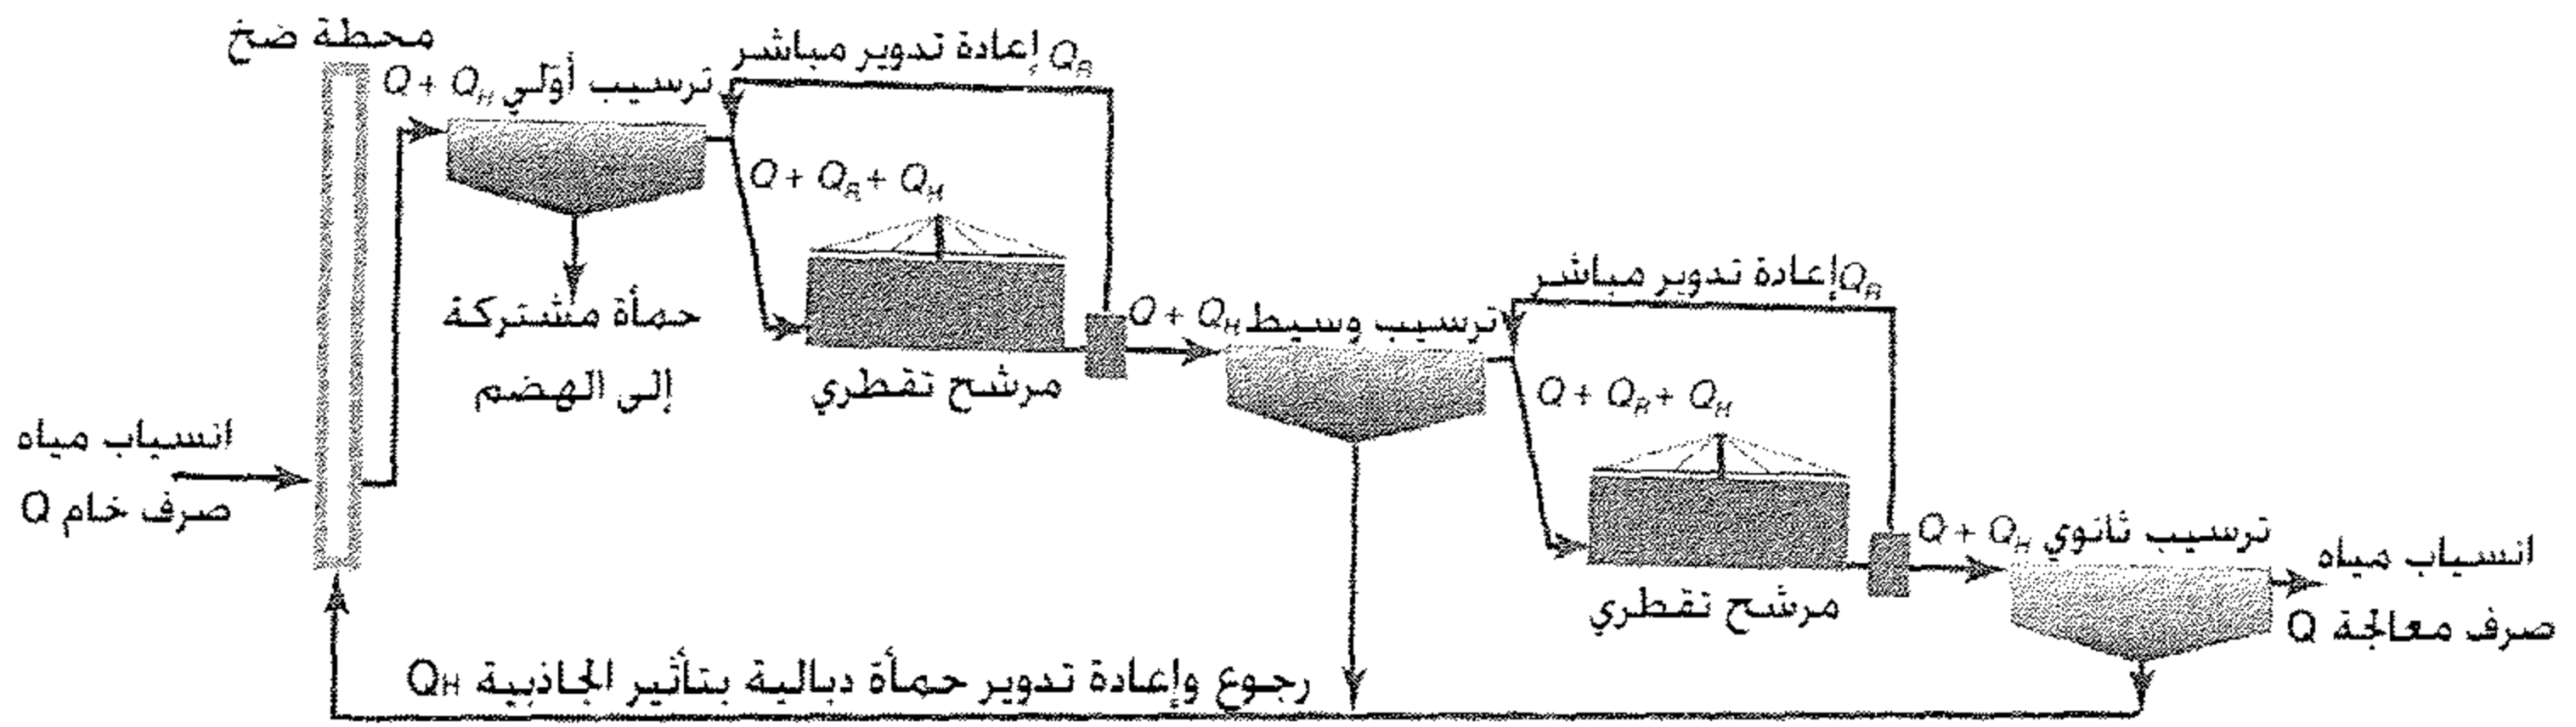 محطة ضخ
Q + QH ترسيب أوّلي
QR إعادة تدوير مباشر
Q + QR + QH
حمأة مشتركة
إلى الهضم
مرشح تقطري
Q + QH ترسيب وسيط
QR إعادة تدوير مباشر
Q + QR + QH
مرشح تقطري
Q + QH ترسيب ثانوي
انسياب مياه
صرف خام Q
انسياب مياه
صرف معالجة Q
رجوع وإعادة تدوير حمأة دبالية بتأثير الجاذبية QH